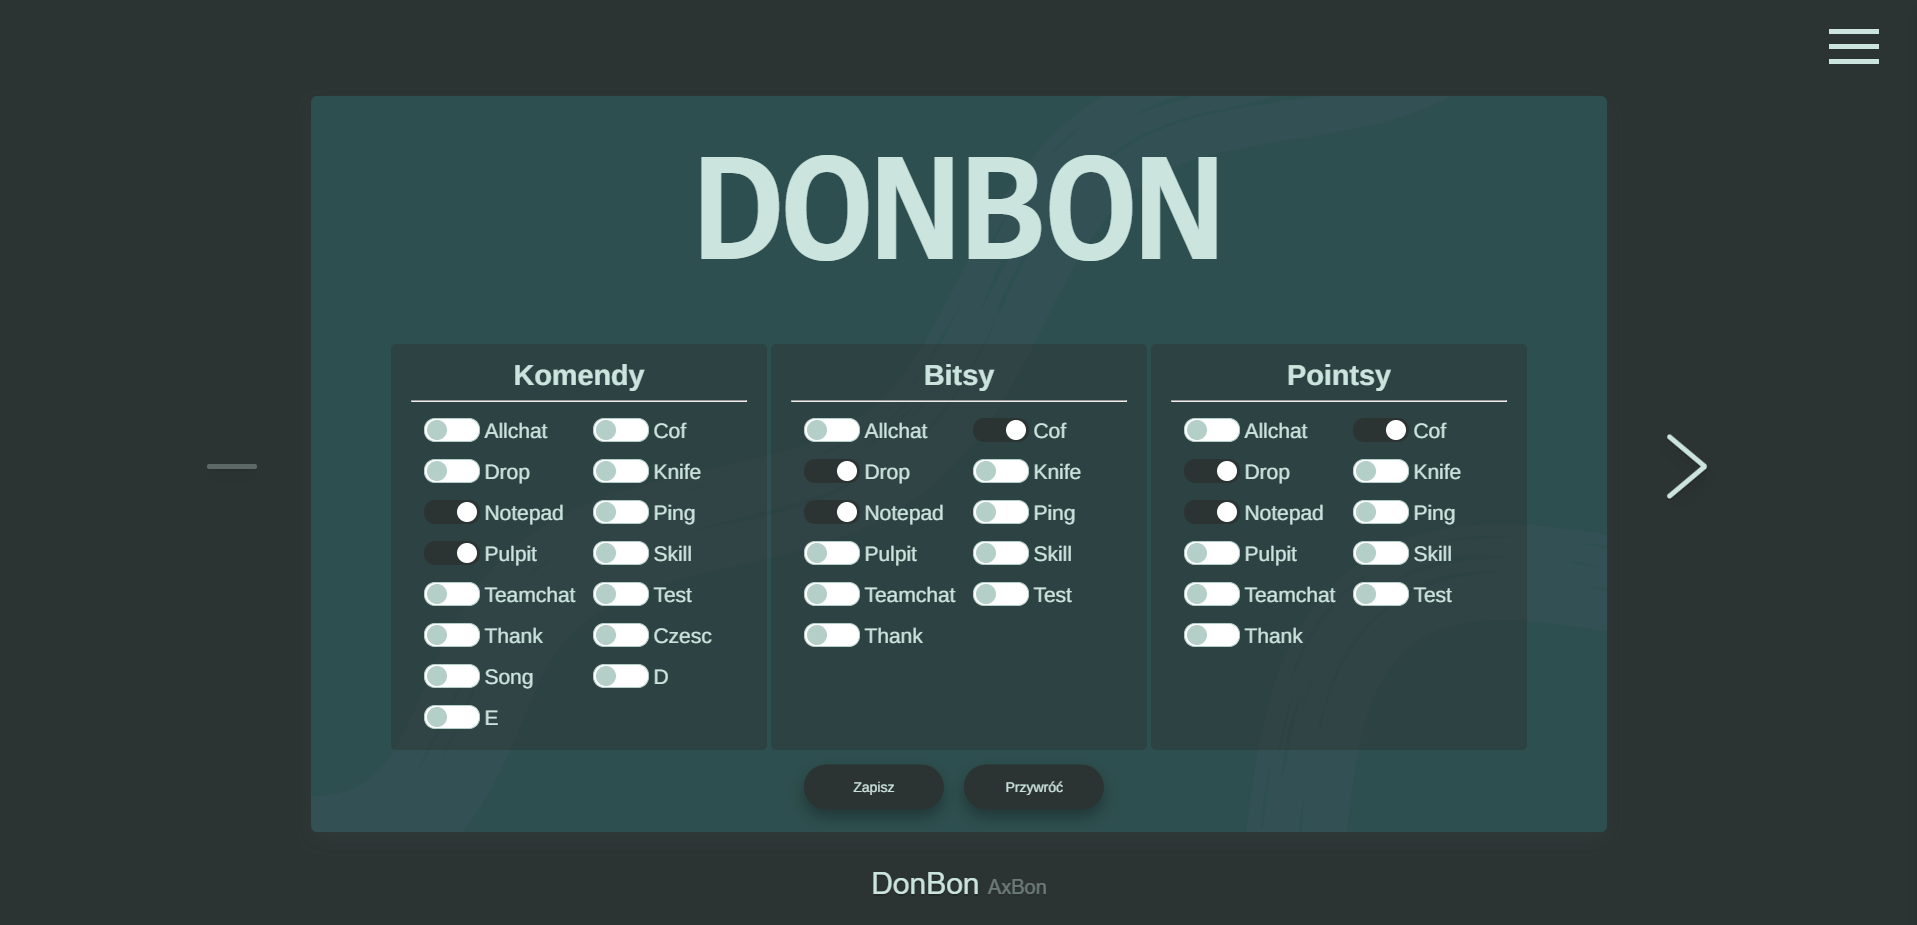 DONBON
Komendy
Allchat Cof
Drop Knife
Notepad Ping
Pulpit Skill
Teamchat Test
Thank Czesc
Song D
E
Bitsy
Allchat Cof
Drop Knife
Notepad Ping
Pulpit Skill
Teamchat Test
Thank
Pointsy
Allchat Cof
Drop Knife
Notepad Ping
Pulpit Skill
Teamchat Test
Thank
Zapisz Przywróć
DonBon AxBon